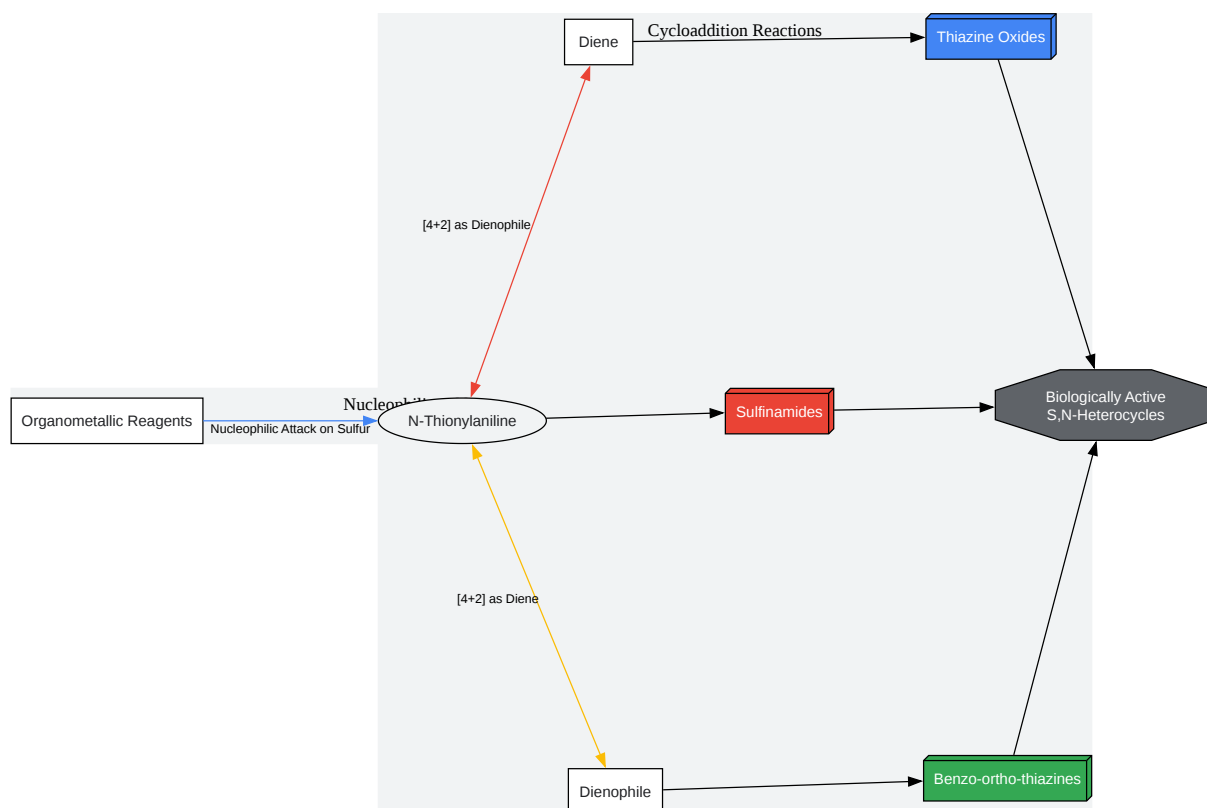 Diene
Cycloaddition Reactions
Thiazine Oxides
[4+2] as Dienophile
Organometallic Reagents
Nucleophilic Attack on Sulfur
N-Thionylaniline
Sulfinamides
Biologically Active
S,N-Heterocycles
[4+2] as Diene
Dienophile
Benzo-ortho-thiazines